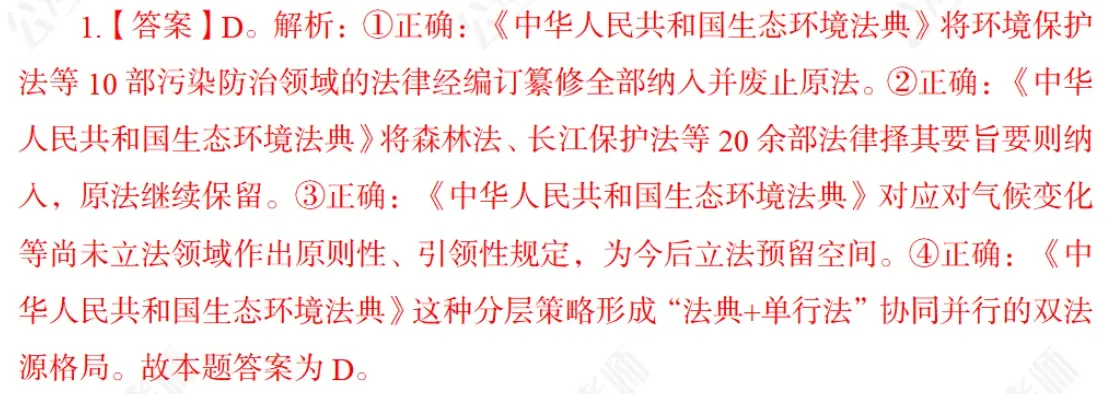 1.【答案】D。解析：①正确：《中华人民共和国生态环境法典》将环境保护
法等 10 部污染防治领域的法律经编订纂修全部纳入并废止原法。②正确：《中华
人民共和国生态环境法典》将森林法、长江保护法等 20 余部法律择其要旨要则纳
入，原法继续保留。③正确：《中华人民共和国生态环境法典》对应对气候变化
等尚未立法领域作出原则性、引领性规定，为今后立法预留空间。④正确：《中
华人民共和国生态环境法典》这种分层策略形成“法典+单行法”协同并行的双法
源格局。故本题答案为 D。